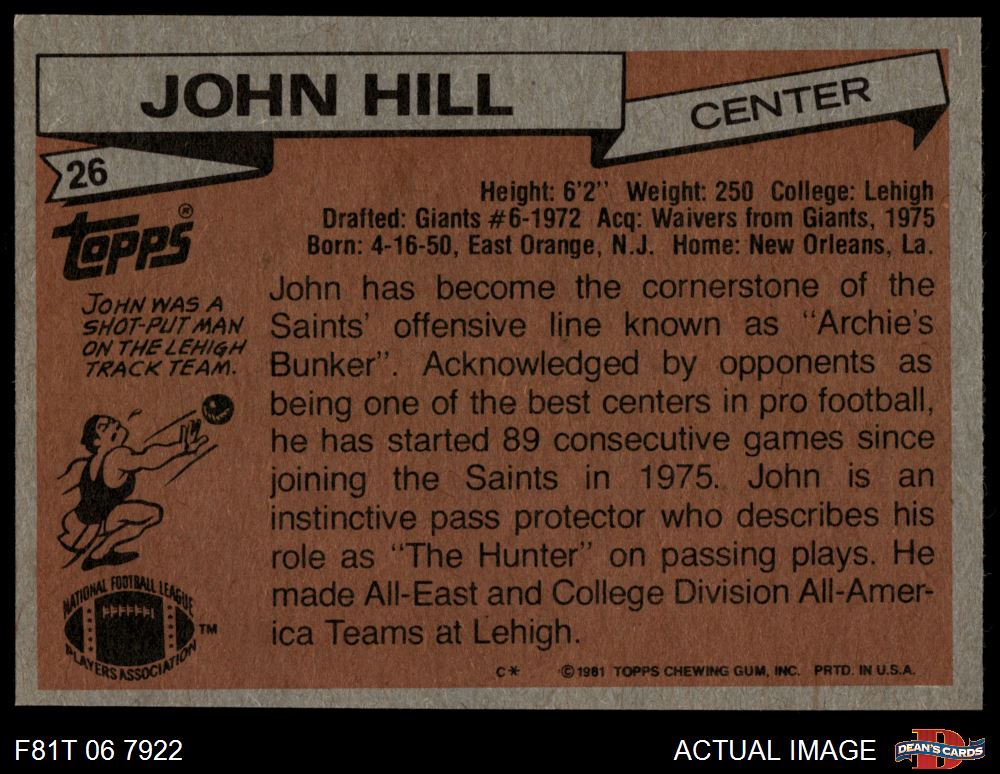 JOHN HILL
CENTER
26
Height: 6'2" Weight: 250 College: Lehigh
Drafted: Giants #6-1972 Acq: Waivers from Giants, 1975
Born: 4-16-50, East Orange, N.J. Home: New Orleans, La.
topps®
JOHN WAS A
SHOT-PUT MAN
ON THE LEHIGH
TRACK TEAM.
John has become the cornerstone of the
Saints' offensive line known as "Archie's
Bunker". Acknowledged by opponents as
being one of the best centers in pro football,
he has started 89 consecutive games since
joining the Saints in 1975. John is an
instinctive pass protector who describes his
role as "The Hunter" on passing plays. He
made All-East and College Division All-Amer-
ica Teams at Lehigh.
NATIONAL FOOTBALL LEAGUE
PLAYERS ASSOCIATION
TM
C* ©1981 TOPPS CHEWING GUM, INC. PRTD. IN U.S.A.
F81T 06 7922
ACTUAL IMAGE
D
DEAN'S CARDS